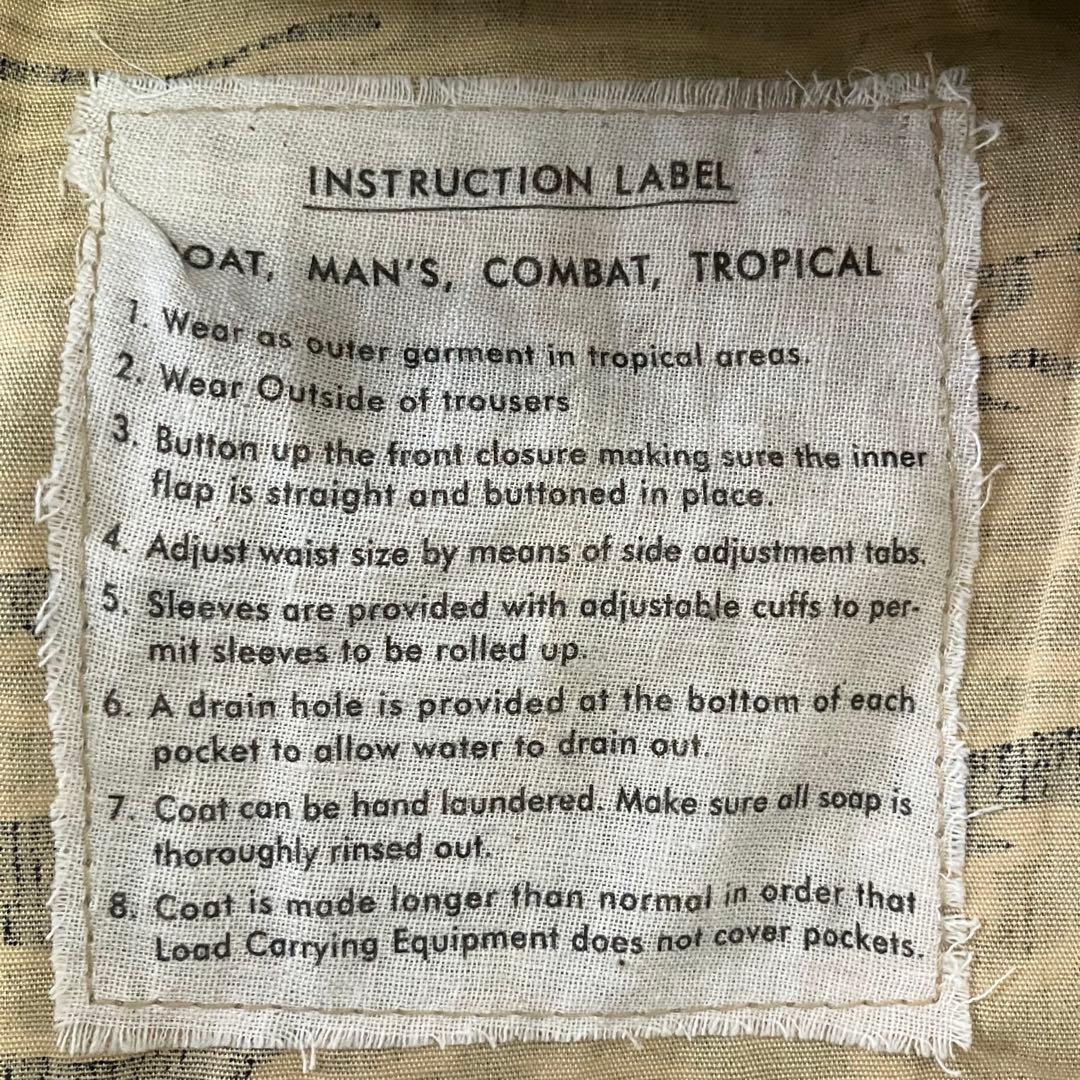 INSTRUCTION LABEL
COAT, MAN'S, COMBAT, TROPICAL
1. Wear as outer garment in tropical areas.
2. Wear Outside of trousers
3. Button up the front closure making sure the inner
flap is straight and buttoned in place.
4. Adjust waist size by means of side adjustment tabs.
5. Sleeves are provided with adjustable cuffs to per-
mit sleeves to be rolled up.
6. A drain hole is provided at the bottom of each
pocket to allow water to drain out.
7. Coat can be hand laundered. Make sure all soap is
thoroughly rinsed out.
8. Coat is made longer than normal in order that
Load Carrying Equipment does not cover pockets.